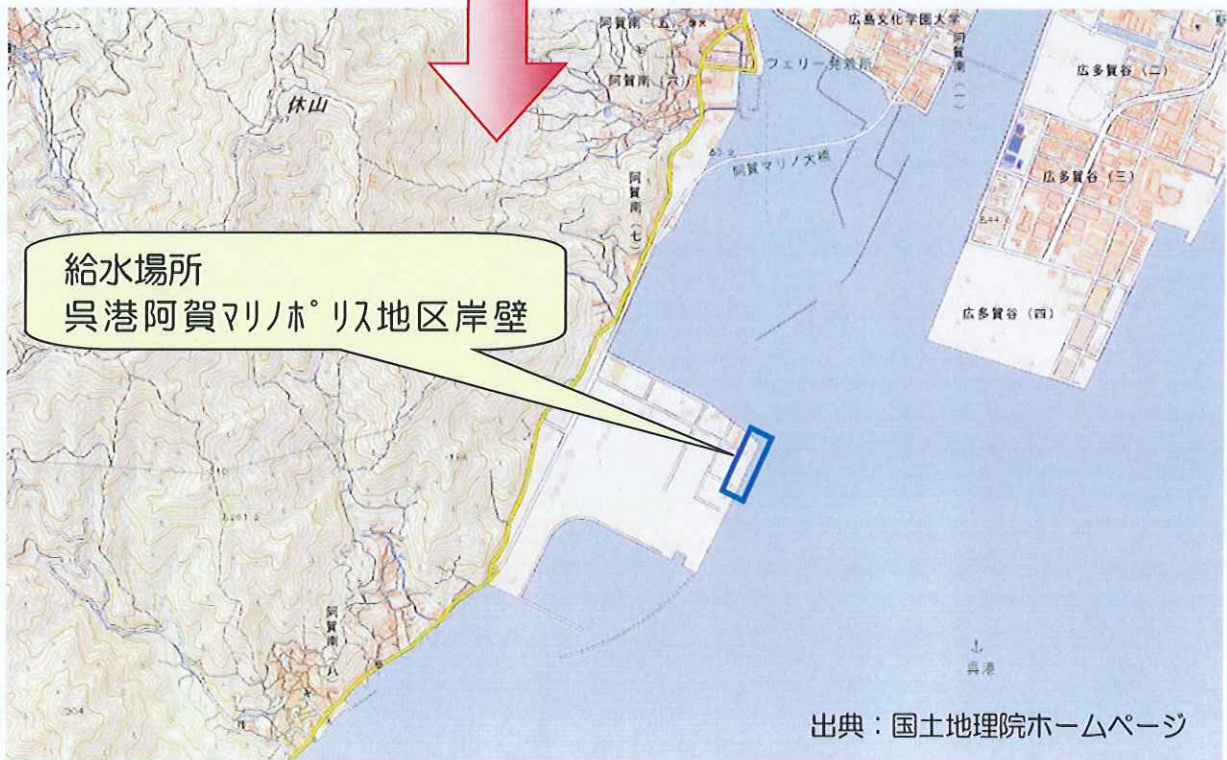 阿賀南（五）
広島文化学園大学
フェリー発着所
阿賀南（一）
広多賀谷（二）
休山
阿賀南（六）
阿賀マリノ大橋
阿賀南（七）
広多賀谷（三）
給水場所
呉港阿賀ﾏﾘﾉﾎﾟﾘｽ地区岸壁
広多賀谷（四）
阿賀南八
呉港
出典：国土地理院ホームページ